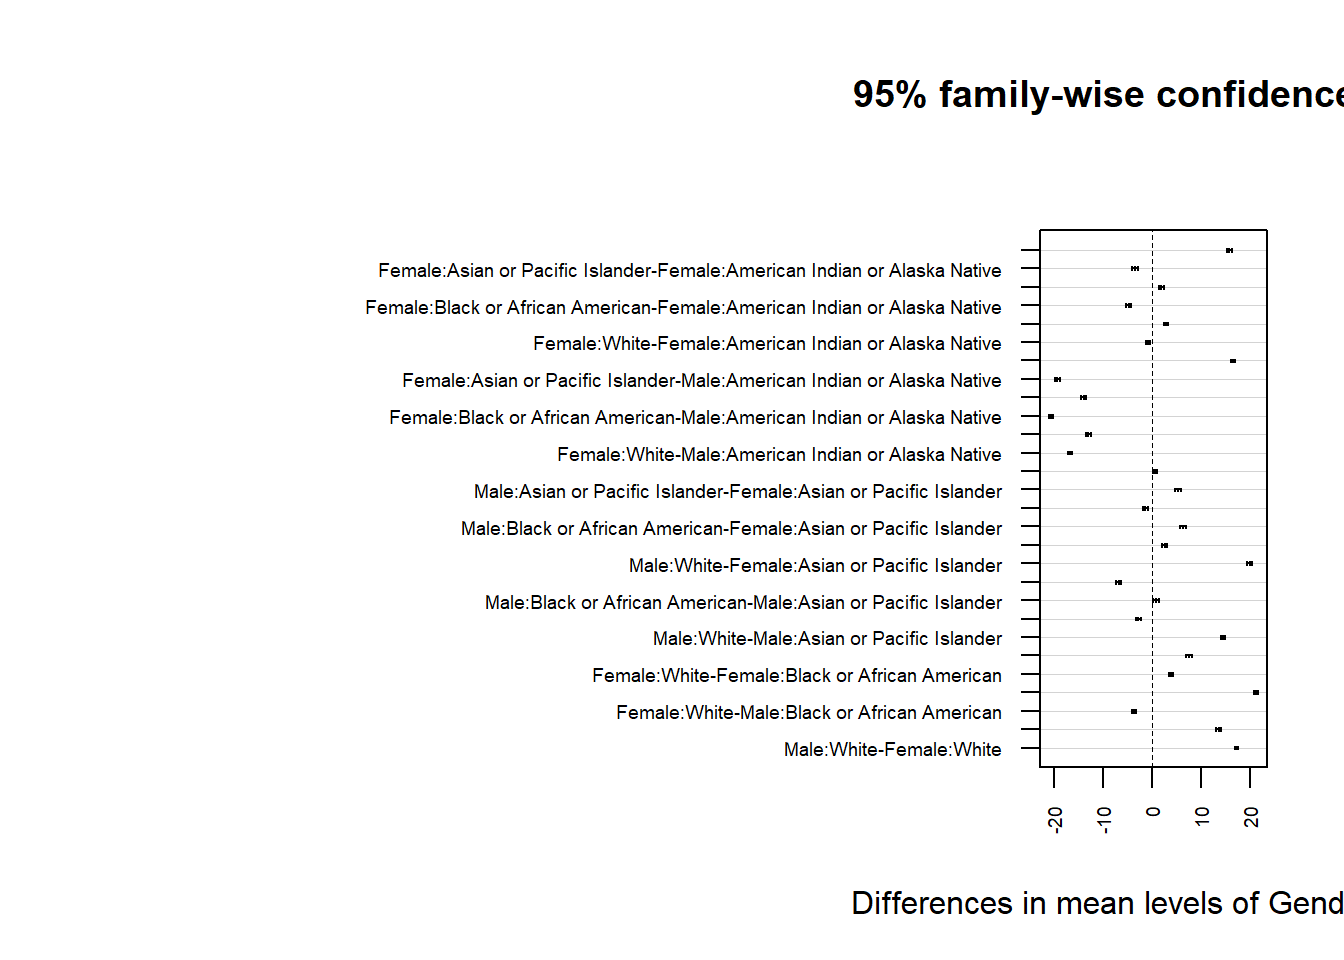 95% family-wise confidence
Female:Asian or Pacific Islander-Female:American Indian or Alaska Native
Female:Black or African American-Female:American Indian or Alaska Native
Female:White-Female:American Indian or Alaska Native
Female:Asian or Pacific Islander-Male:American Indian or Alaska Native
Female:Black or African American-Male:American Indian or Alaska Native
Female:White-Male:American Indian or Alaska Native
Male:Asian or Pacific Islander-Female:Asian or Pacific Islander
Male:Black or African American-Female:Asian or Pacific Islander
Male:White-Female:Asian or Pacific Islander
Male:Black or African American-Male:Asian or Pacific Islander
Male:White-Male:Asian or Pacific Islander
Female:White-Female:Black or African American
Female:White-Male:Black or African American
Male:White-Female:White
-20 -10 0 10 20
Differences in mean levels of Gend